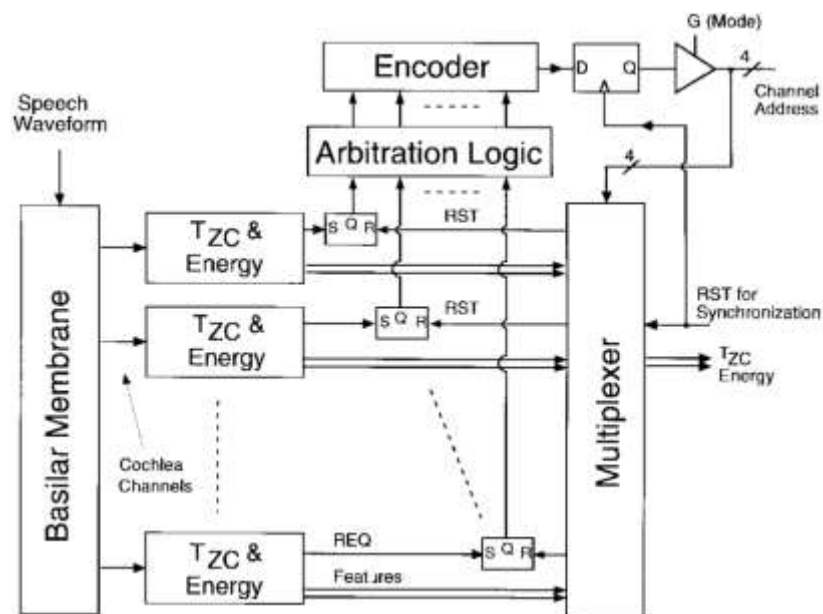 G (Mode)
Encoder
D Q
4
Channel
Address
Speech
Waveform
Arbitration Logic
4
Basilar Membrane
TZC &
Energy
S Q R
RST
Multiplexer
TZC &
Energy
S Q R
RST
RST for
Synchronization
TZC
Energy
Cochlea
Channels
TZC &
Energy
REQ
S Q R
Features